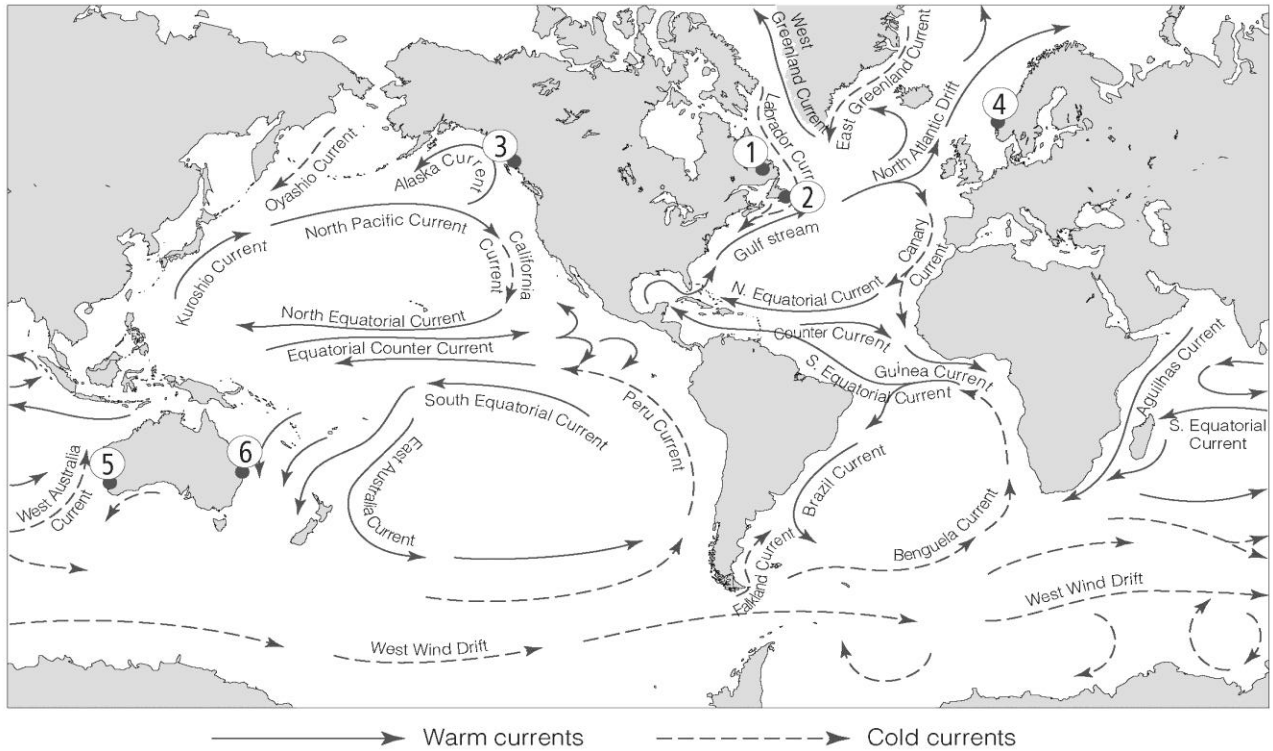 West
Greenland Current
East Greenland Current
Labrador Current
North Atlantic Drift
4
3
1
2
Alaska Current
Oyashio Current
North Pacific Current
Kuroshio Current
California
Current
Gulf stream
Canary
Current
N. Equatorial Current
North Equatorial Current
Equatorial Counter Current
Counter Current
Guinea Current
S. Equatorial Current
South Equatorial Current
Peru Current
Aguilhas Current
S. Equatorial
Current
5
6
West Australia
Current
East Australia
Current
Brazil Current
Benguela Current
Falkland Current
West Wind Drift
West Wind Drift
Warm currents
Cold currents